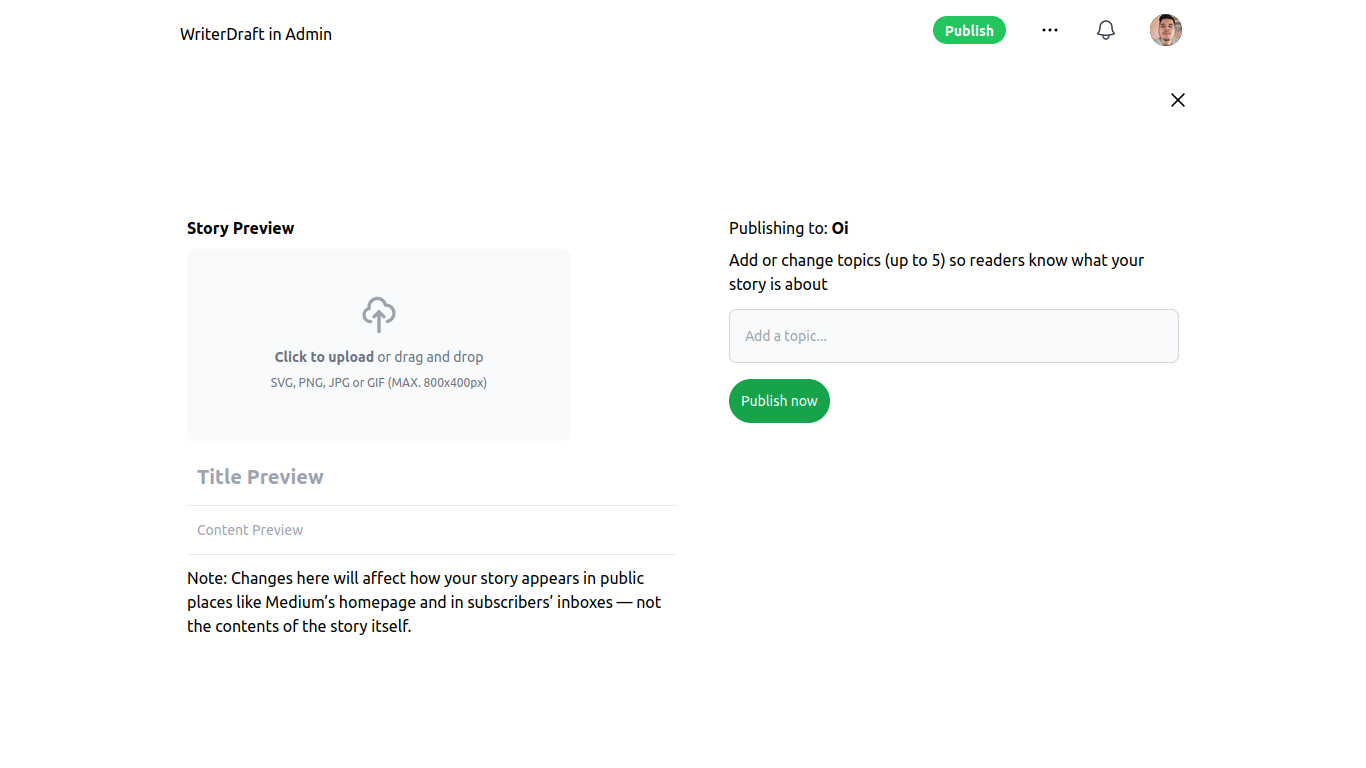 WriterDraft in Admin
Publish
Story Preview
Click to upload or drag and drop
SVG, PNG, JPG or GIF (MAX. 800x400px)
Title Preview
Content Preview
Note: Changes here will affect how your story appears in public
places like Medium’s homepage and in subscribers’ inboxes — not
the contents of the story itself.
Publishing to: Oi
Add or change topics (up to 5) so readers know what your
story is about
Add a topic...
Publish now